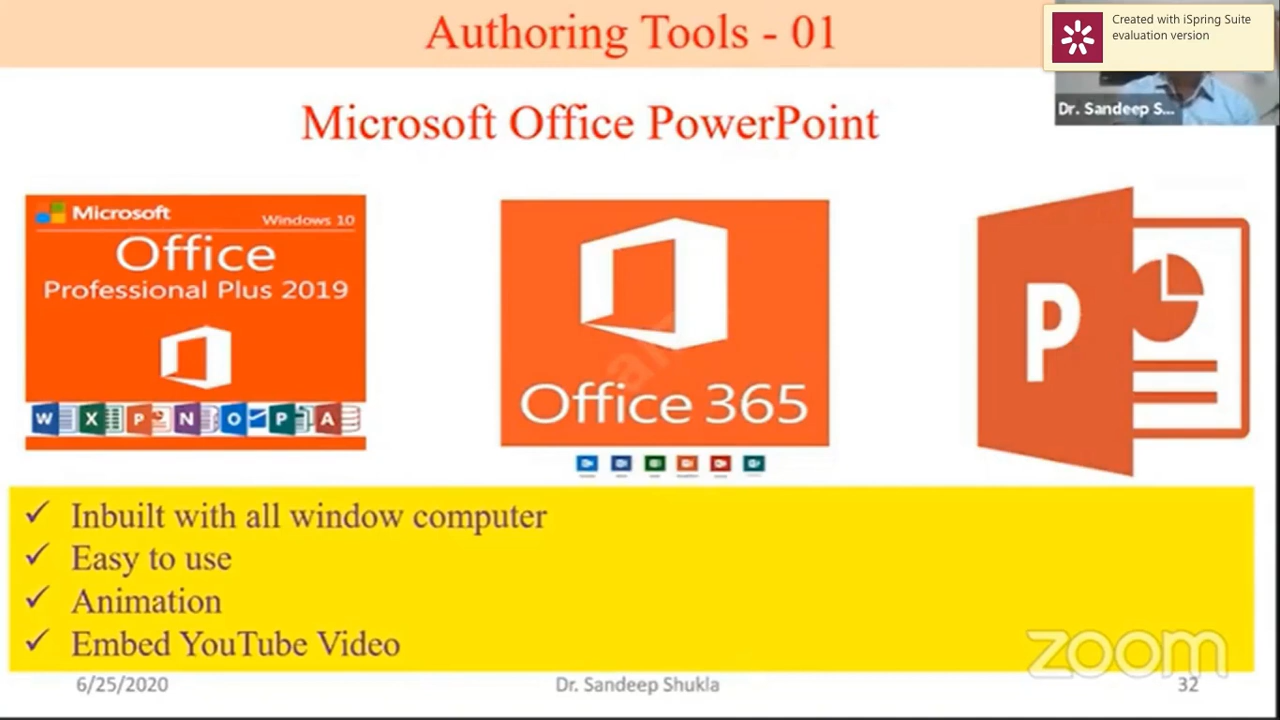 Authoring Tools - 01
Created with iSpring Suite
evaluation version
Dr. Sandeep S...
Microsoft Office PowerPoint
Microsoft
Windows 10
Office
Professional Plus 2019
W X P N O P A
Office 365
P
✓ Inbuilt with all window computer
✓ Easy to use
✓ Animation
✓ Embed YouTube Video
zoom
6/25/2020
Dr. Sandeep Shukla
32